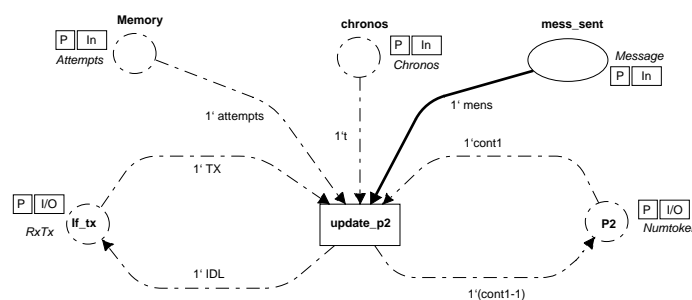 Memory
chronos
mess_sent
P In
P In
Message
Attempts
Chronos
P In
1‘ mens
1‘ attempts
1‘t
1‘cont1
1‘ TX
P I/O
P I/O
If_tx
update_p2
P2
RxTx
Numtoke
1‘ IDL
1‘(cont1-1)